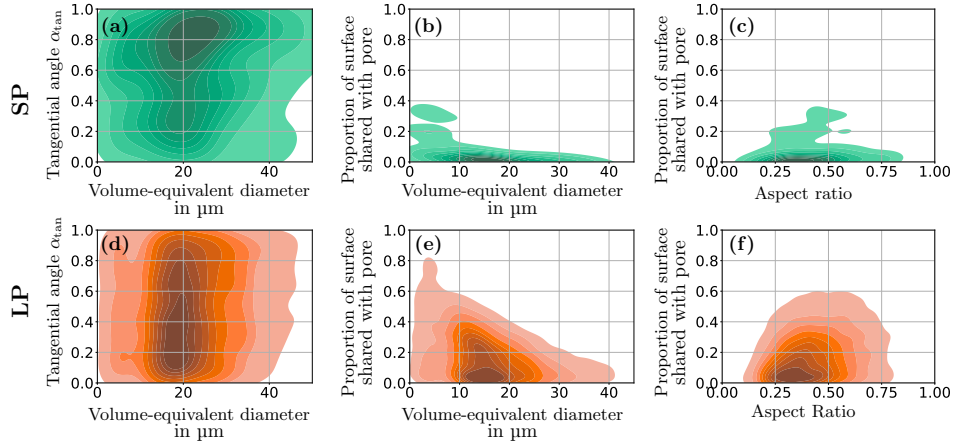 SP
(a)
Tangential angle αtan
1.0
0.8
0.6
0.4
0.2
0.0
0 20 40
Volume-equivalent diameter
in µm
(b)
Proportion of surface
shared with pore
1.0
0.8
0.6
0.4
0.2
0.0
0 10 20 30 40
Volume-equivalent diameter
in µm
(c)
Proportion of surface
shared with pore
1.0
0.8
0.6
0.4
0.2
0.0
0.00 0.25 0.50 0.75 1.00
Aspect ratio
LP
(d)
Tangential angle αtan
1.0
0.8
0.6
0.4
0.2
0.0
0 20 40
Volume-equivalent diameter
in µm
(e)
Proportion of surface
shared with pore
1.0
0.8
0.6
0.4
0.2
0.0
0 10 20 30 40
Volume-equivalent diameter
in µm
(f)
Proportion of surface
shared with pore
1.0
0.8
0.6
0.4
0.2
0.0
0.00 0.25 0.50 0.75 1.00
Aspect Ratio